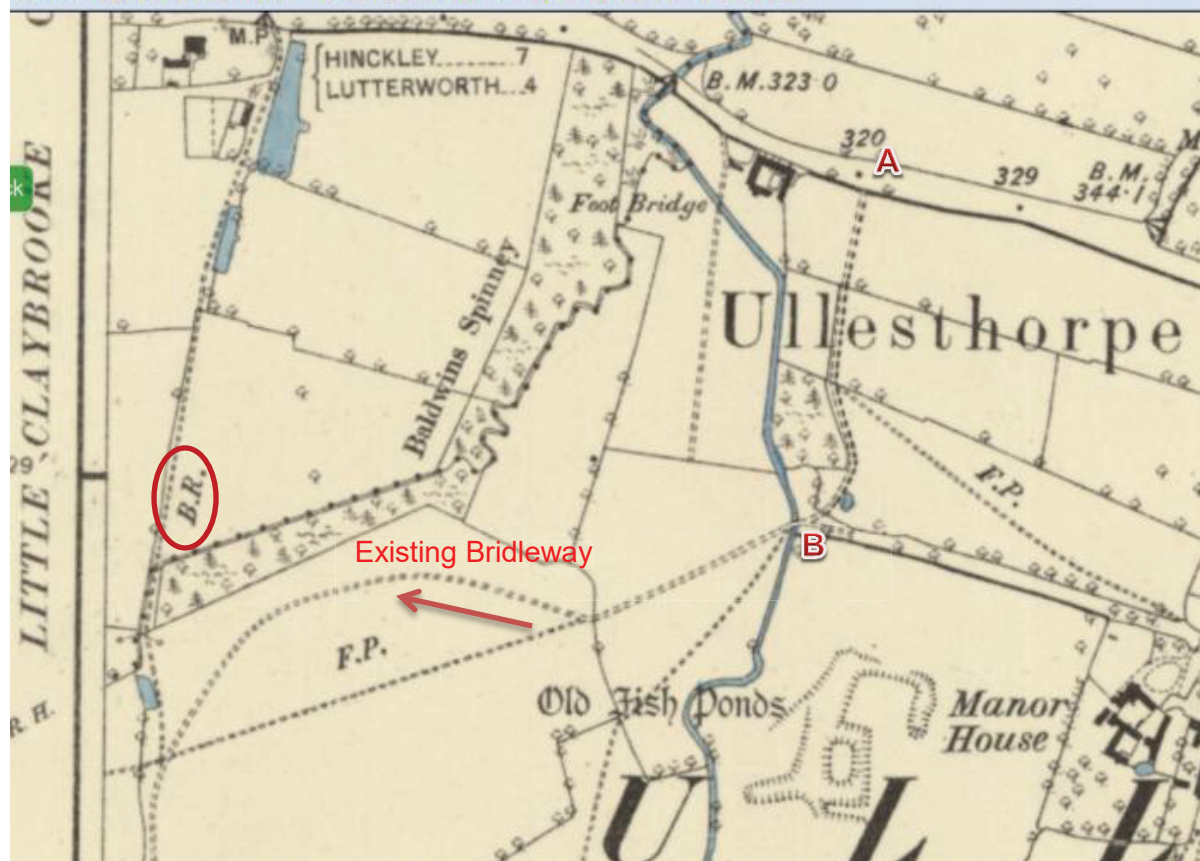 M.P.
HINCKLEY........7
LUTTERWORTH...4
B.M.323·0
320
A
329
B.M.
344·1
ck
Foot Bridge
Baldwins Spinney
Ullesthorpe
LITTLE CLAYBROOKE
B.R.
F.P.
B
Existing Bridleway
F.P.
Old Fish Ponds
Manor
House
R H.
U L L